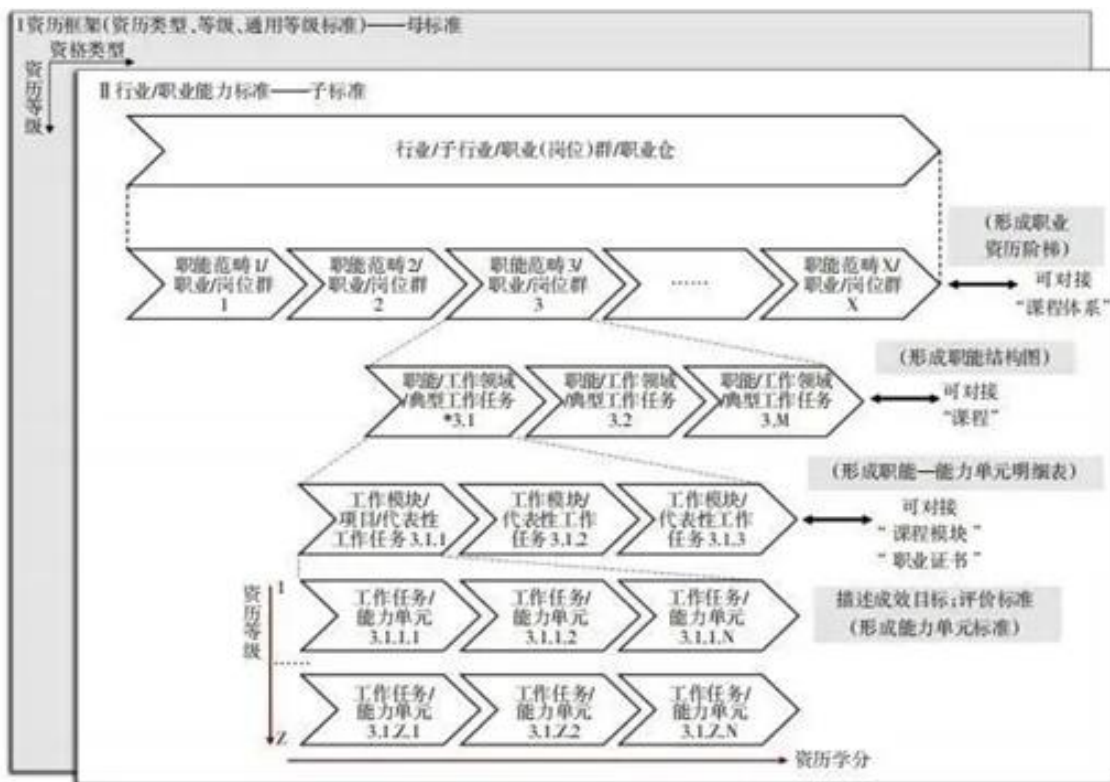 I资历框架(资历类型、等级、通用等级标准)——母标准
资格类型
资历等级
II行业/职业能力标准——子标准
行业/子行业/职业(岗位)群/职业仓
(形成职业
资历阶梯)
职能范畴1/
职业/岗位群
1
职能范畴2/
职业/岗位群
2
职能范畴3/
职业/岗位群
3
……
职能范畴X/
职业/岗位群
X
可对接
“课程体系”
(形成职能结构图)
职能/工作领域
/典型工作任务
*3.1
职能/工作领域
/典型工作任务
3.2
职能/工作领域
/典型工作任务
3.M
可对接
“课程”
(形成职能—能力单元明细表)
工作模块/
项目/代表性
工作任务3.1.1
工作模块/
代表性工作
任务3.1.2
工作模块/
代表性工作
任务3.1.3
可对接
“课程模块”
“职业证书”
资历等级
1
……
Z
工作任务/
能力单元
3.1.1.1
工作任务/
能力单元
3.1.1.2
工作任务/
能力单元
3.1.1.N
描述成效目标;评价标准
(形成能力单元标准)
工作任务/
能力单元
3.1.Z.1
工作任务/
能力单元
3.1.Z.2
工作任务/
能力单元
3.1.Z.N
资历学分